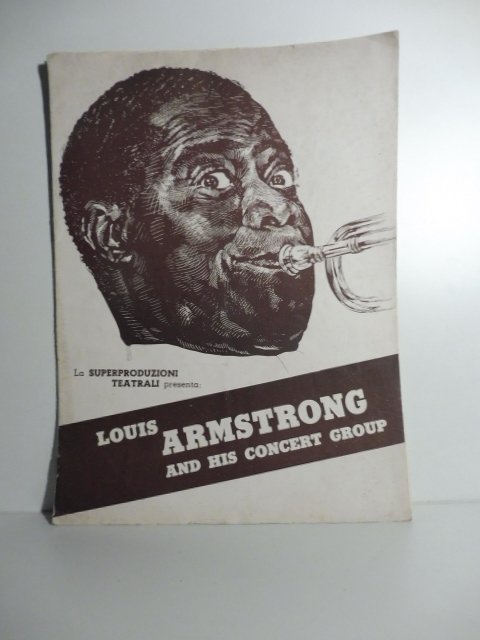 La SUPERPRODUZIONI
TEATRALI presenta:
LOUIS ARMSTRONG
AND HIS CONCERT GROUP